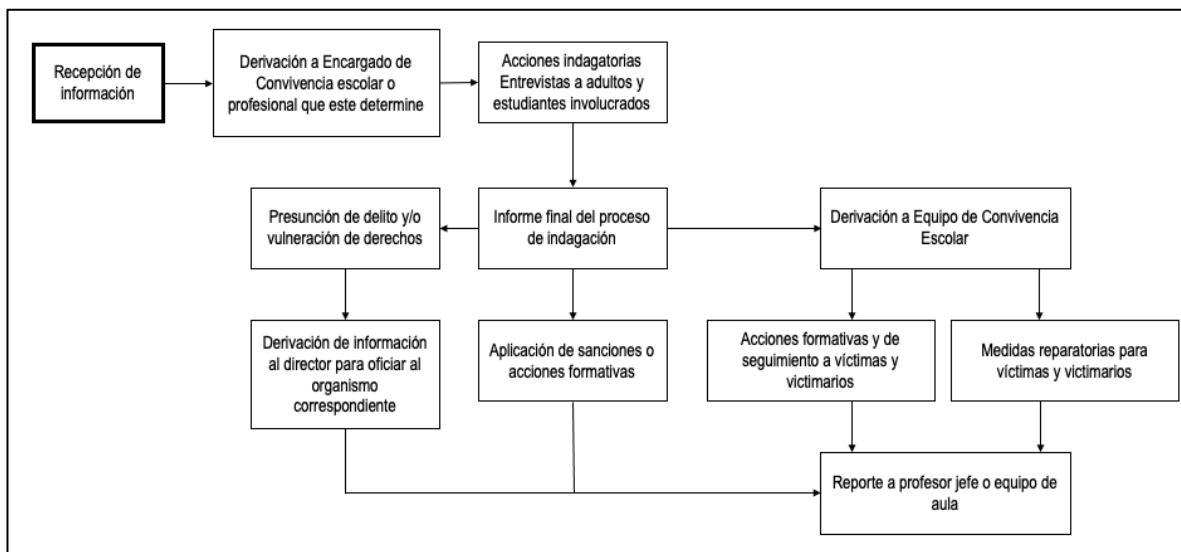 Recepción de
información
Derivación a Encargado de
Convivencia escolar o
profesional que este determine
Acciones indagatorias
Entrevistas a adultos y
estudiantes involucrados
Presunción de delito y/o
vulneración de derechos
Informe final del proceso
de indagación
Derivación a Equipo de Convivencia
Escolar
Derivación de información
al director para oficiar al
organismo
correspondiente
Aplicación de sanciones o
acciones formativas
Acciones formativas y de
seguimiento a víctimas y
victimarios
Medidas reparatorias para
víctimas y victimarios
Reporte a profesor jefe o equipo de
aula